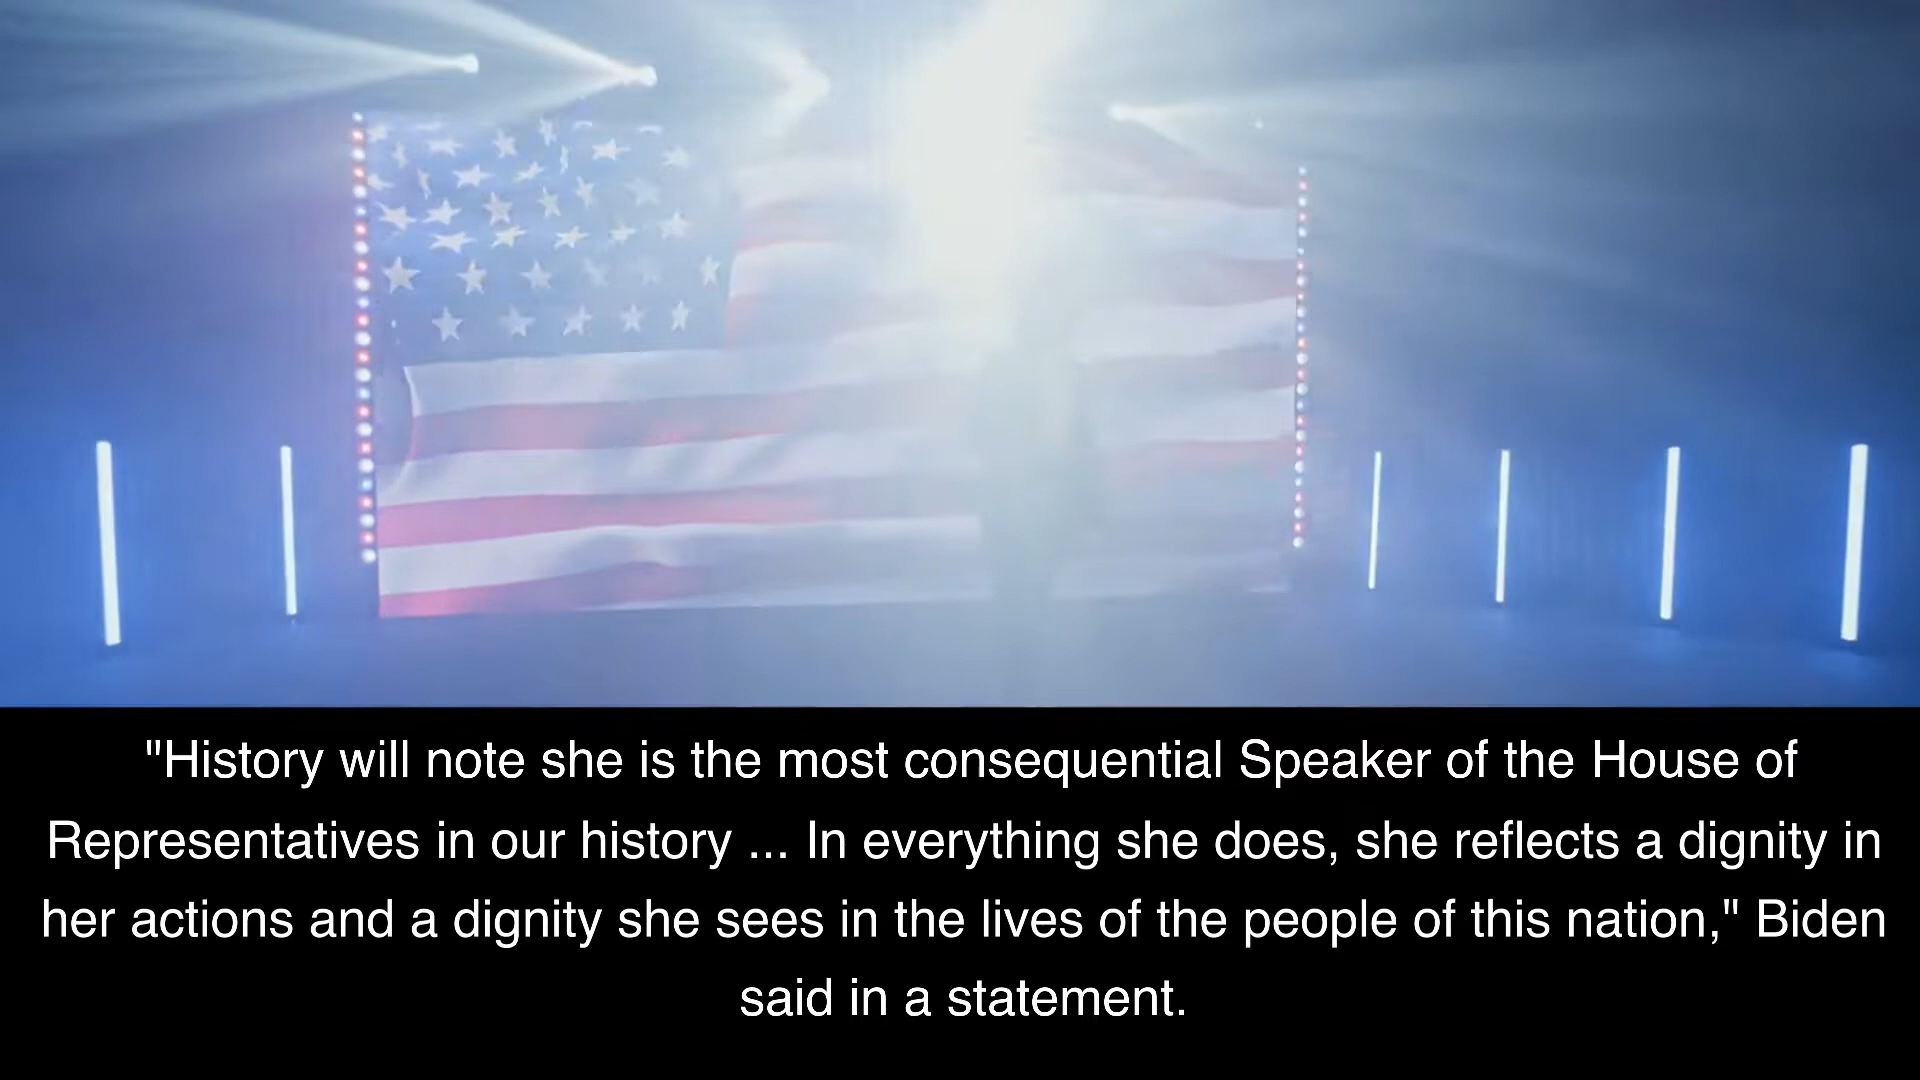 "History will note she is the most consequential Speaker of the House of
Representatives in our history ... In everything she does, she reflects a dignity in
her actions and a dignity she sees in the lives of the people of this nation," Biden
said in a statement.